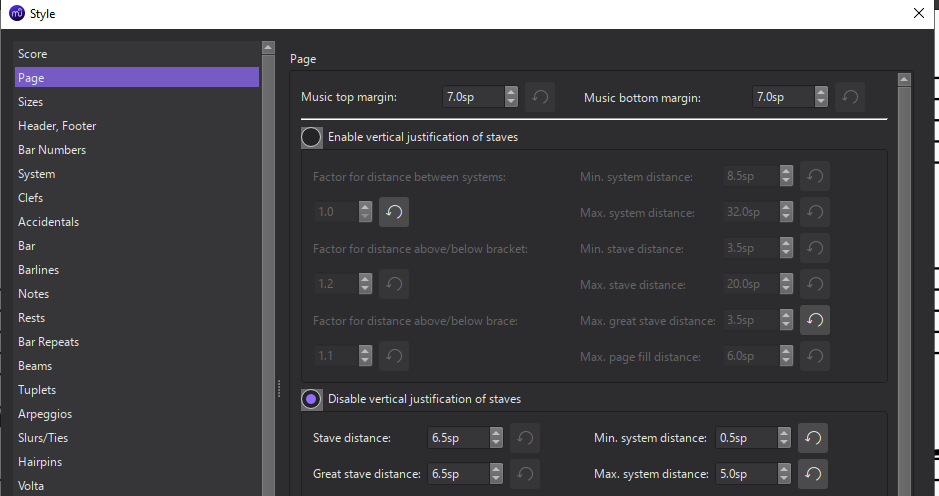 Style
Score
Page
Sizes
Header, Footer
Bar Numbers
System
Clefs
Accidentals
Bar
Barlines
Notes
Rests
Bar Repeats
Beams
Tuplets
Arpeggios
Slurs/Ties
Hairpins
Volta
Page
Music top margin: 7.0sp Music bottom margin: 7.0sp
Enable vertical justification of staves
Factor for distance between systems: Min. system distance: 8.5sp
1.0 Max. system distance: 32.0sp
Factor for distance above/below bracket: Min. stave distance: 3.5sp
1.2 Max. stave distance: 20.0sp
Factor for distance above/below brace: Max. great stave distance: 3.5sp
1.1 Max. page fill distance: 6.0sp
Disable vertical justification of staves
Stave distance: 6.5sp Min. system distance: 0.5sp
Great stave distance: 6.5sp Max. system distance: 5.0sp